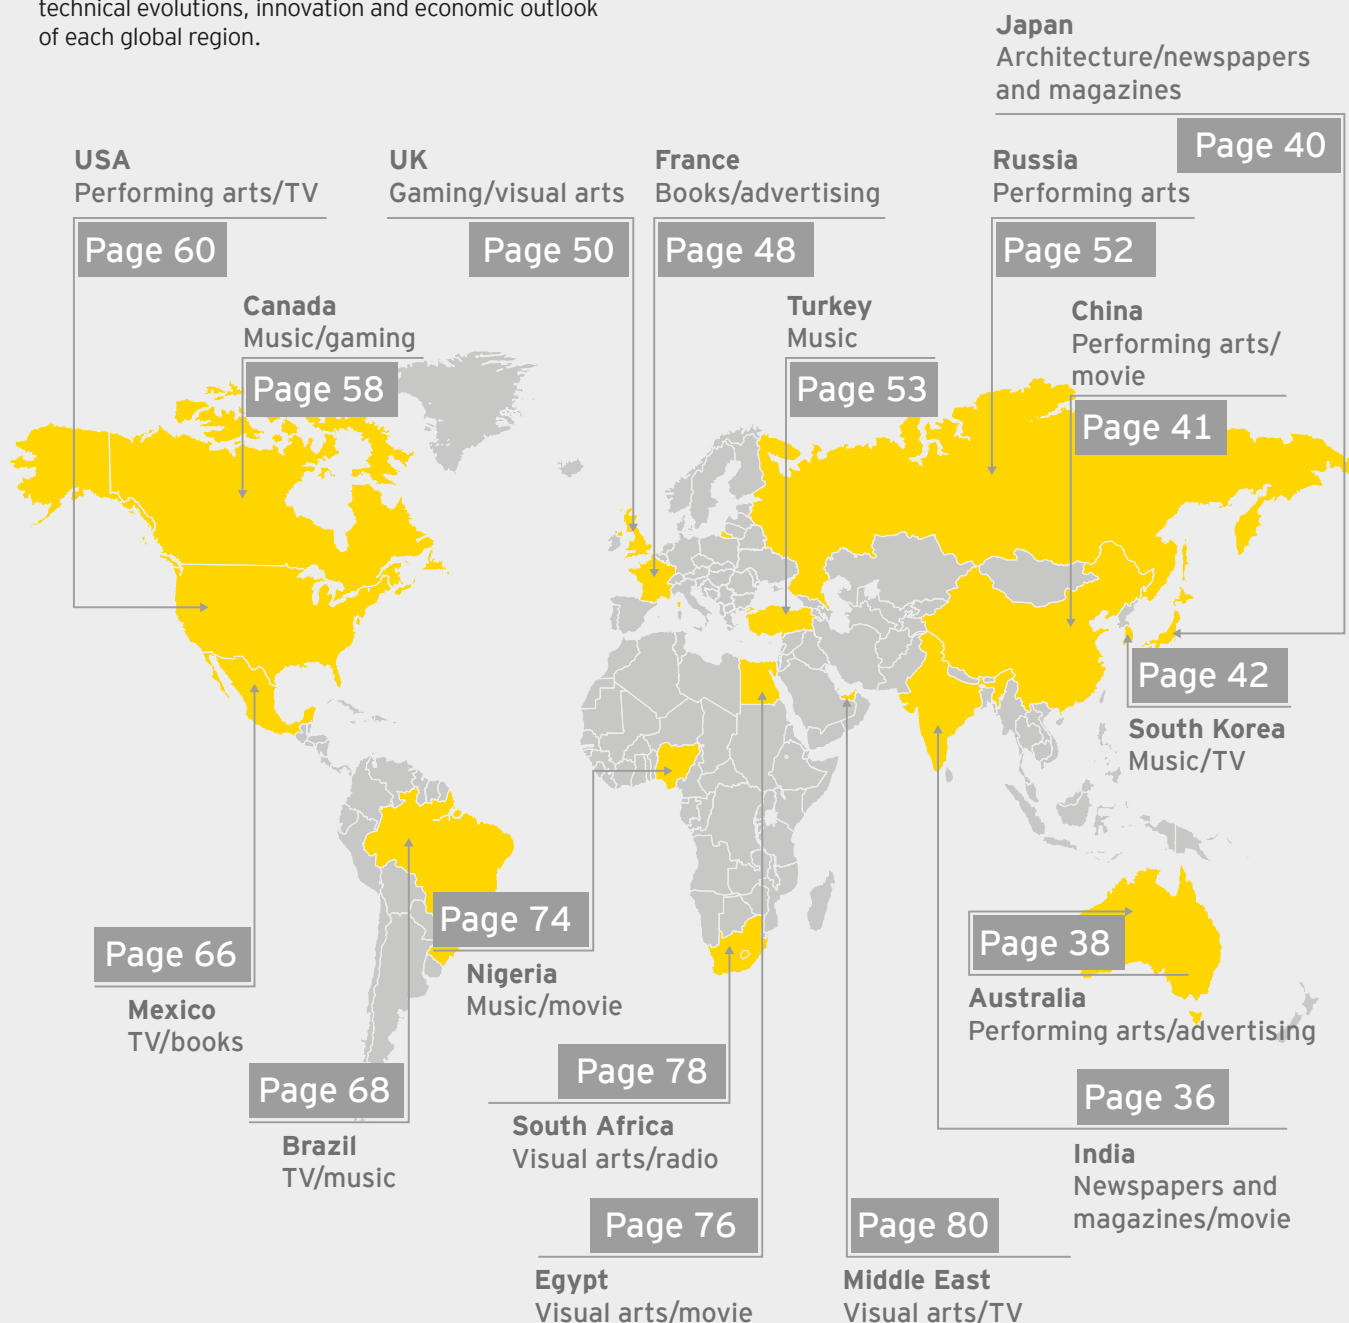 technical evolutions, innovation and economic outlook
of each global region.
Japan
Architecture/newspapers
and magazines
Page 40
USA
Performing arts/TV
Page 60
UK
Gaming/visual arts
Page 50
France
Books/advertising
Page 48
Russia
Performing arts
Page 52
Canada
Music/gaming
Page 58
Turkey
Music
Page 53
China
Performing arts/
movie
Page 41
Page 42
South Korea
Music/TV
Page 74
Nigeria
Music/movie
Page 38
Australia
Performing arts/advertising
Page 66
Mexico
TV/books
Page 68
Brazil
TV/music
Page 78
South Africa
Visual arts/radio
Page 36
India
Newspapers and
magazines/movie
Page 76
Egypt
Visual arts/movie
Page 80
Middle East
Visual arts/TV